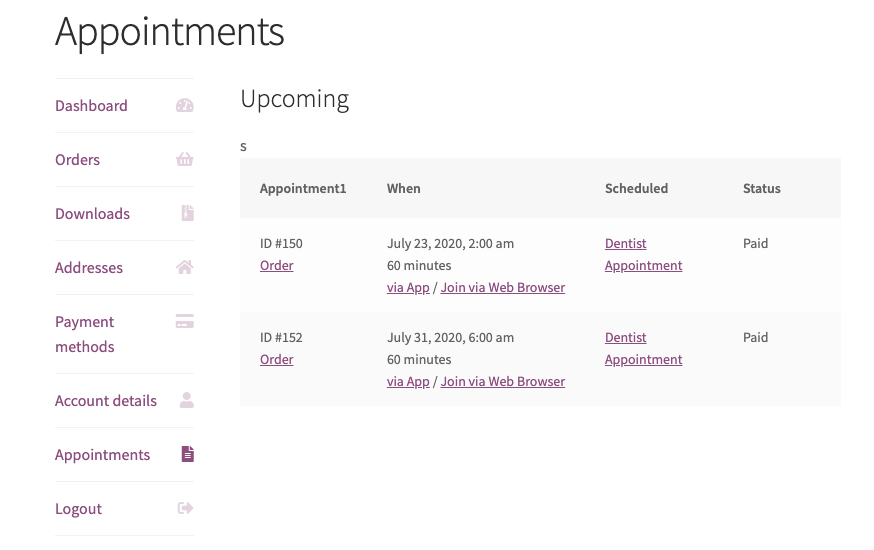 Appointments
Dashboard
Orders
Downloads
Addresses
Payment
methods
Account details
Appointments
Logout
Upcoming
s
Appointment1 When Scheduled Status
ID #150 July 23, 2020, 2:00 am Dentist Paid
Order 60 minutes Appointment
via App / Join via Web Browser
ID #152 July 31, 2020, 6:00 am Dentist Paid
Order 60 minutes Appointment
via App / Join via Web Browser